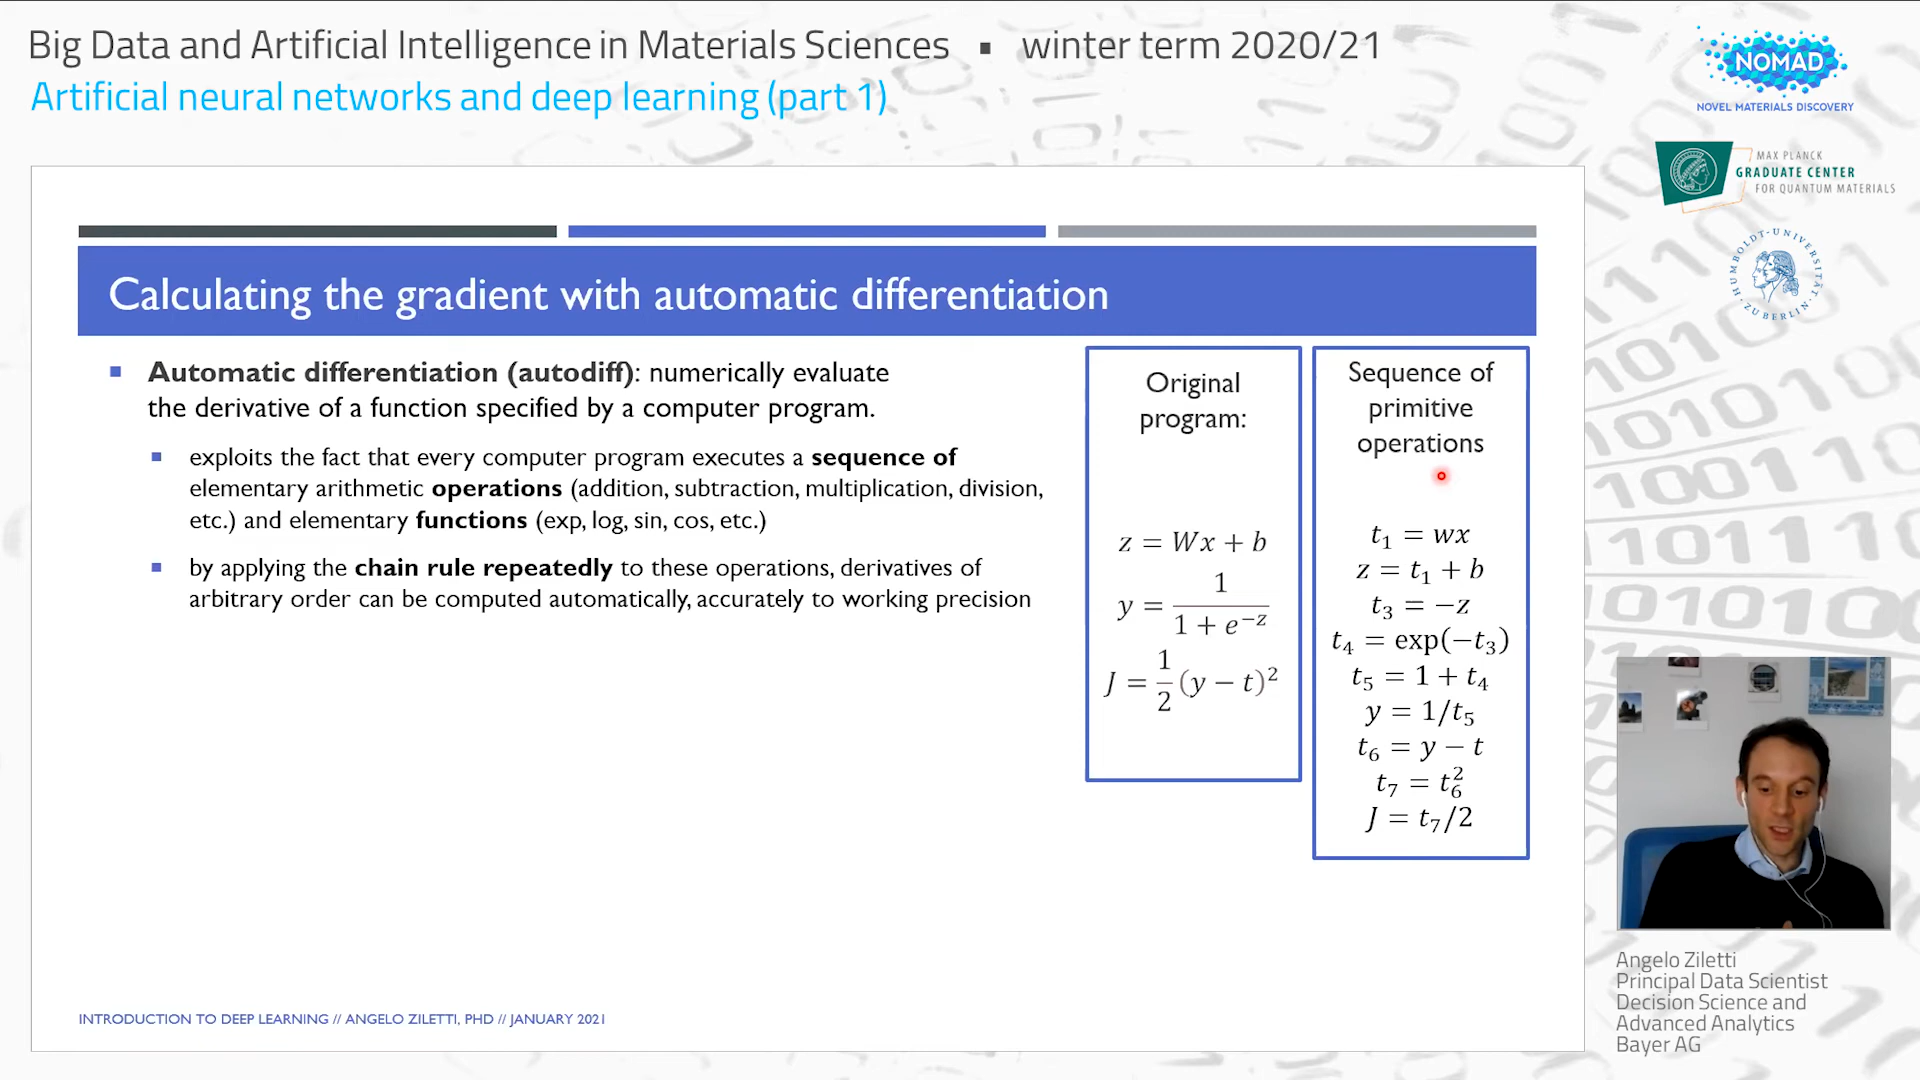 Big Data and Artificial Intelligence in Materials Sciences ▪ winter term 2020/21
Artificial neural networks and deep learning (part 1)
NOMAD
NOVEL MATERIALS DISCOVERY
MAX PLANCK
GRADUATE CENTER
FOR QUANTUM MATERIALS
HUMBOLDT-UNIVERSITÄT
ZU BERLIN
Calculating the gradient with automatic differentiation
Automatic differentiation (autodiff): numerically evaluate
the derivative of a function specified by a computer program.
exploits the fact that every computer program executes a sequence of
elementary arithmetic operations (addition, subtraction, multiplication, division,
etc.) and elementary functions (exp, log, sin, cos, etc.)
by applying the chain rule repeatedly to these operations, derivatives of
arbitrary order can be computed automatically, accurately to working precision
Original
program:
z = Wx + b
y = 1 / (1 + e^{-z})
J = 1/2 (y − t)²
Sequence of
primitive
operations
t₁ = wx
z = t₁ + b
t₃ = −z
t₄ = exp(−t₃)
t₅ = 1 + t₄
y = 1/t₅
t₆ = y − t
t₇ = t₆²
J = t₇/2
INTRODUCTION TO DEEP LEARNING // ANGELO ZILETTI, PHD // JANUARY 2021
Angelo Ziletti
Principal Data Scientist
Decision Science and
Advanced Analytics
Bayer AG